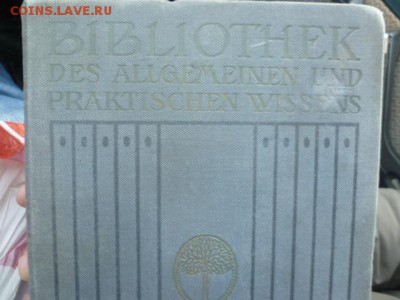 COINS.LAVE.RU
BIBLIOTHEK
DES ALLGEMEINEN UND
PRAKTISCHEN WISSENS